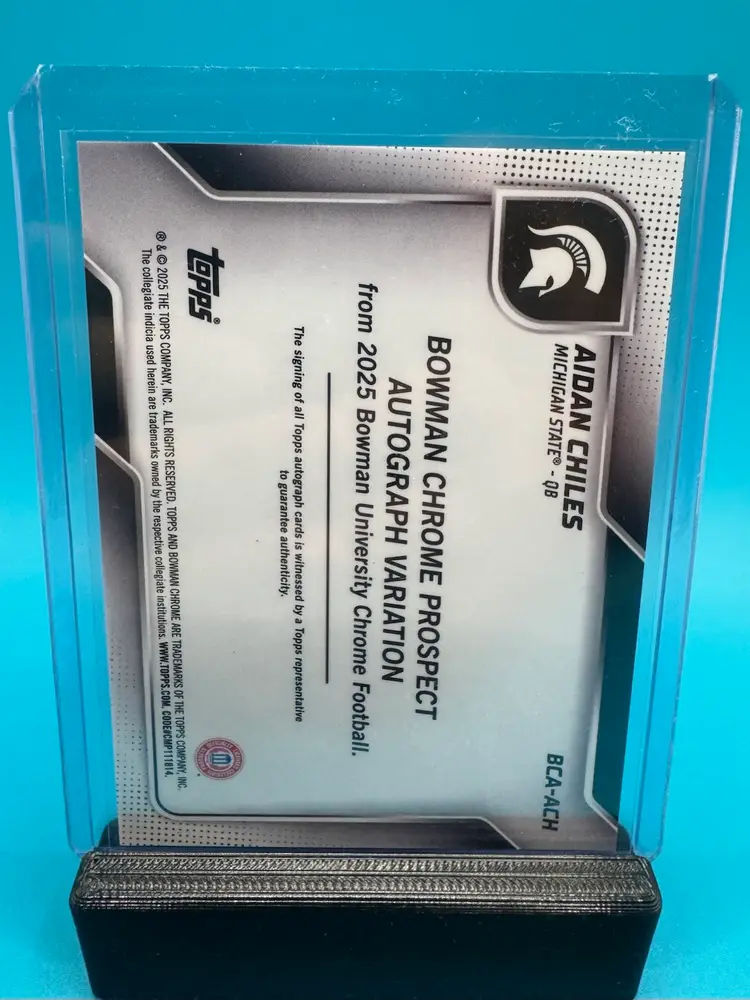 AIDAN CHILES
MICHIGAN STATE® - QB
BCA-ACH
BOWMAN CHROME PROSPECT
AUTOGRAPH VARIATION
from 2025 Bowman University Chrome Football.
The signing of all Topps autograph cards is witnessed by a Topps representative
to guarantee authenticity.
topps®
® & © 2025 THE TOPPS COMPANY, INC. ALL RIGHTS RESERVED. TOPPS AND BOWMAN CHROME ARE TRADEMARKS OF THE TOPPS COMPANY, INC.
The collegiate indicia used herein are trademarks owned by the respective collegiate institutions. WWW.TOPPS.COM. CODE#CMP111814.